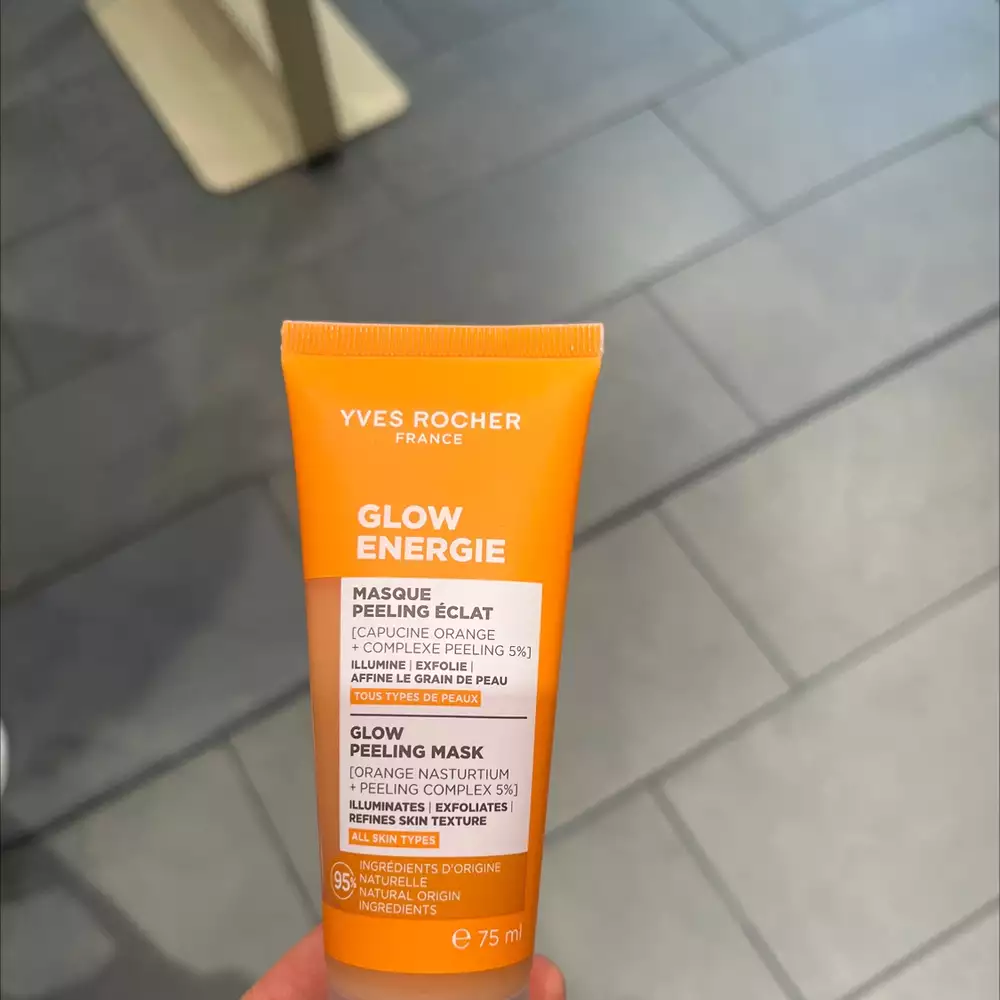 YVES ROCHER
FRANCE
GLOW
ENERGIE
MASQUE
PEELING ÉCLAT
[CAPUCINE ORANGE
+ COMPLEXE PEELING 5%]
ILLUMINE | EXFOLIE |
AFFINE LE GRAIN DE PEAU
TOUS TYPES DE PEAUX
GLOW
PEELING MASK
[ORANGE NASTURTIUM
+ PEELING COMPLEX 5%]
ILLUMINATES | EXFOLIATES |
REFINES SKIN TEXTURE
ALL SKIN TYPES
95%
INGRÉDIENTS D'ORIGINE
NATURELLE
NATURAL ORIGIN
INGREDIENTS
℮ 75 ml